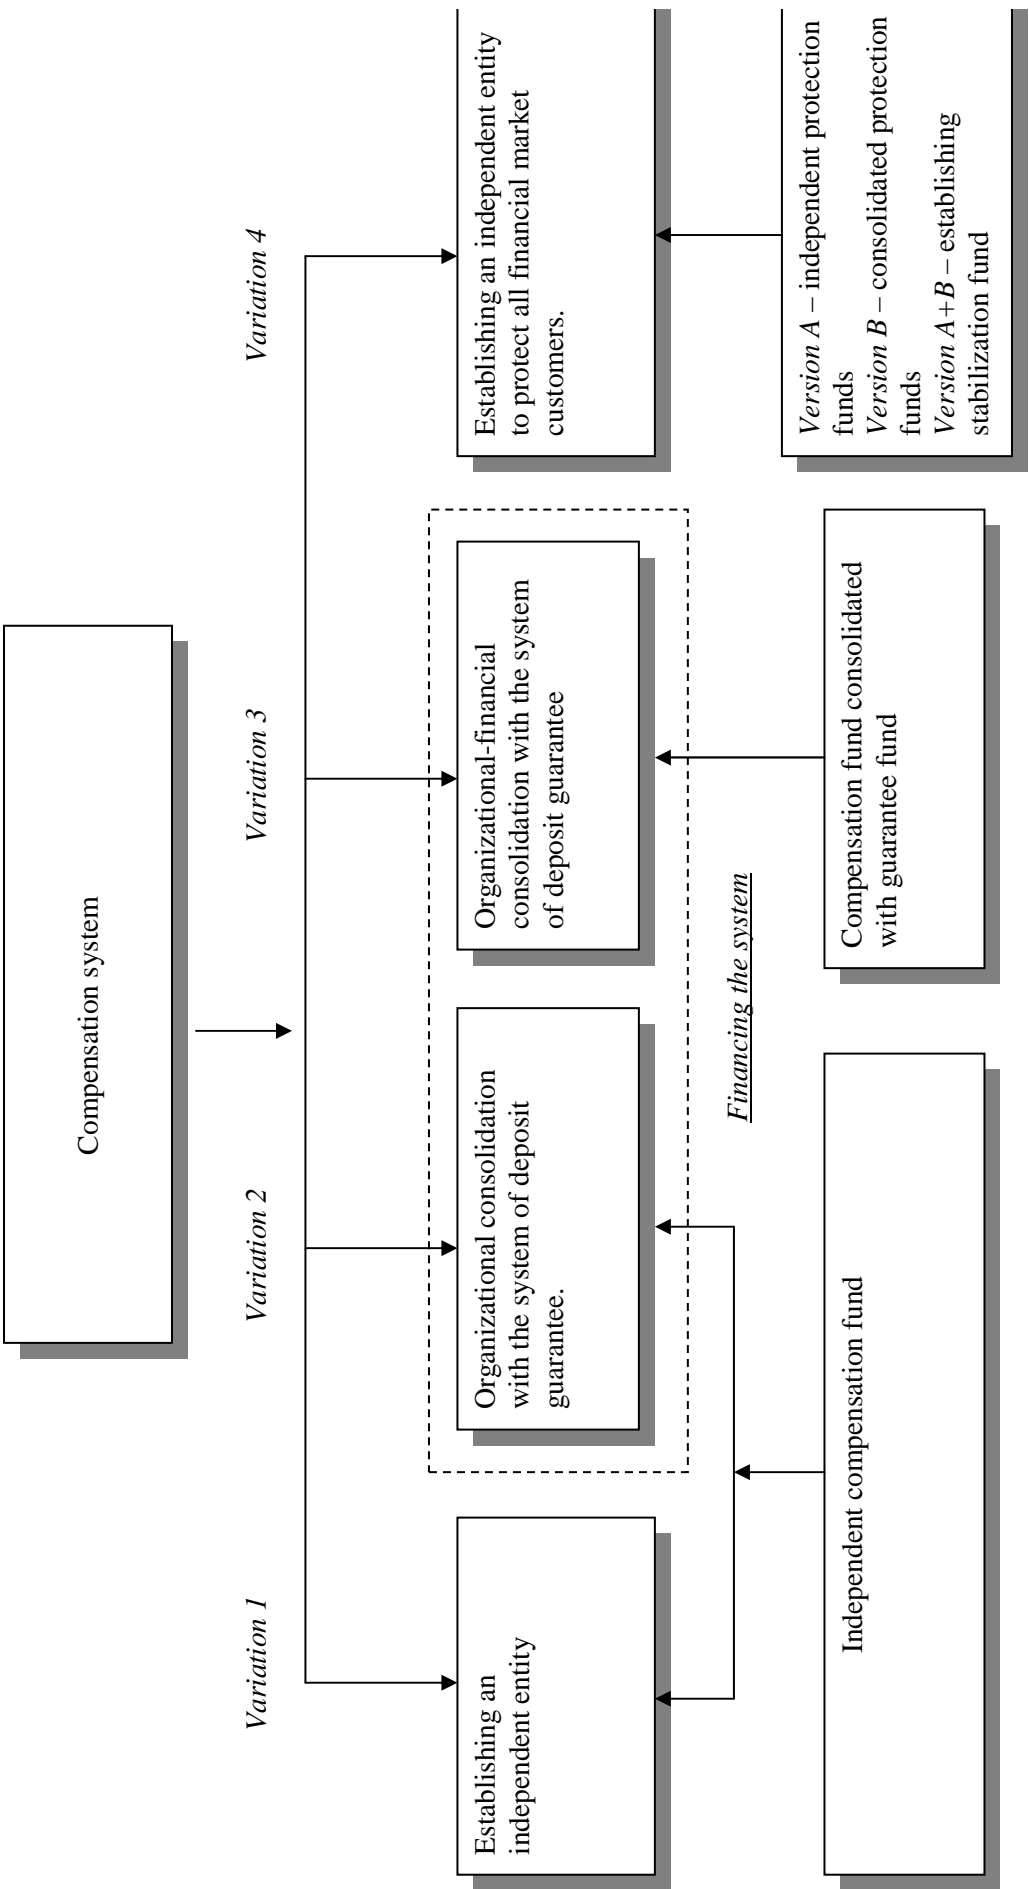 Compensation system
Variation 1
Variation 2
Variation 3
Variation 4
Establishing an
independent entity
Organizational consolidation
with the system of deposit
guarantee.
Organizational-financial
consolidation with the system
of deposit guarantee
Establishing an independent entity
to protect all financial market
customers.
Financing the system
Independent compensation fund
Compensation fund consolidated
with guarantee fund
Version A – independent protection
funds
Version B – consolidated protection
funds
Version A+B – establishing
stabilization fund